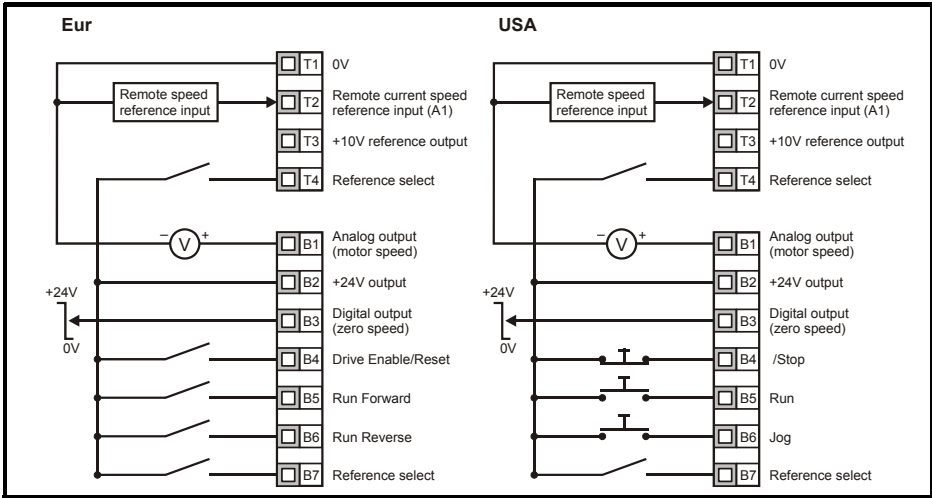 Eur
T1 0V
Remote speed
reference input
T2 Remote current speed
reference input (A1)
T3 +10V reference output
T4 Reference select
− V +
B1 Analog output
(motor speed)
B2 +24V output
+24V
0V
B3 Digital output
(zero speed)
B4 Drive Enable/Reset
B5 Run Forward
B6 Run Reverse
B7 Reference select
USA
T1 0V
Remote speed
reference input
T2 Remote current speed
reference input (A1)
T3 +10V reference output
T4 Reference select
− V +
B1 Analog output
(motor speed)
B2 +24V output
+24V
0V
B3 Digital output
(zero speed)
B4 /Stop
B5 Run
B6 Jog
B7 Reference select